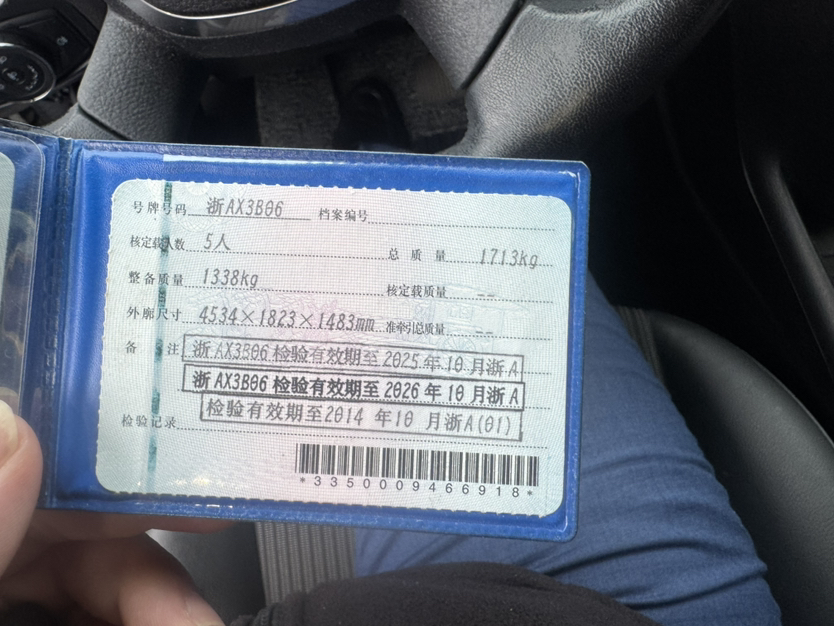 号牌号码 浙AX3B06 档案编号
核定载人数 5人 总质量 1713kg
整备质量 1338kg 核定载质量 --
外廓尺寸 4534×1823×1483mm 准牵引总质量 --
备注 浙AX3B06检验有效期至2025年10月浙A
浙AX3B06检验有效期至2026年10月浙A
检验有效期至2014年10月浙A(01)
检验记录
*3350009466918*